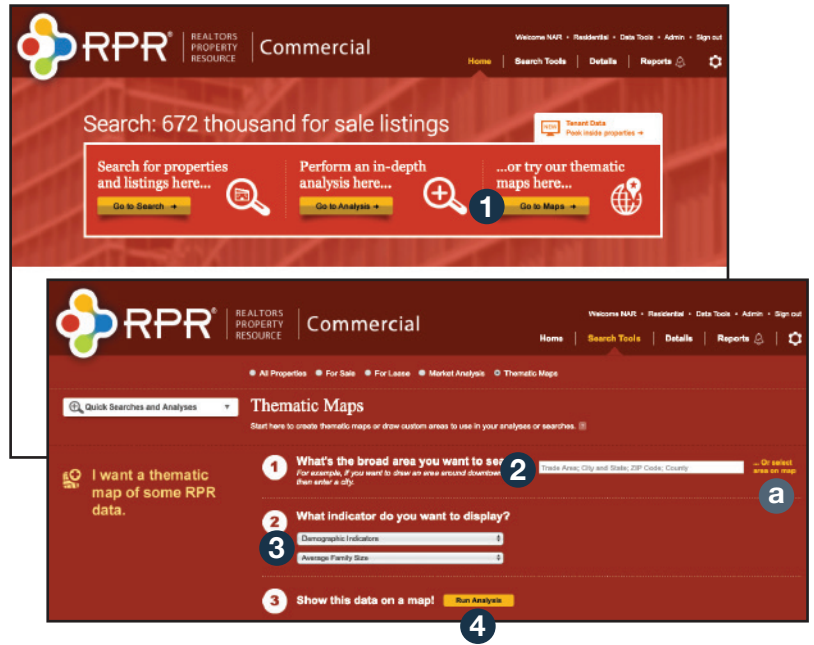 RPR®
REALTORS
PROPERTY
RESOURCE
Commercial
Welcome NAR • Residential • Data Tools • Admin • Sign out
Home | Search Tools | Details | Reports
Search: 672 thousand for sale listings
NEW
Tenant Data
Peek inside properties →
Search for properties
and listings here...
Go to Search →
Perform an in-depth
analysis here...
Go to Analysis →
...or try our thematic
maps here...
1
Go to Maps →
RPR®
REALTORS
PROPERTY
RESOURCE
Commercial
Welcome NAR • Residential • Data Tools • Admin • Sign out
Home | Search Tools | Details | Reports
All Properties For Sale For Lease Market Analysis Thematic Maps
Quick Searches and Analyses
Thematic Maps
Start here to create thematic maps or draw custom areas to use in your analyses or searches. ?
I want a thematic
map of some RPR
data.
1
What's the broad area you want to sea
For example, if you want to draw an area around downtown
then enter a city.
2
Trade Area; City and State; ZIP Code; County
... Or select
area on map
a
2
What indicator do you want to display?
3
Demographic Indicators
Average Family Size
3
Show this data on a map!
Run Analysis
4